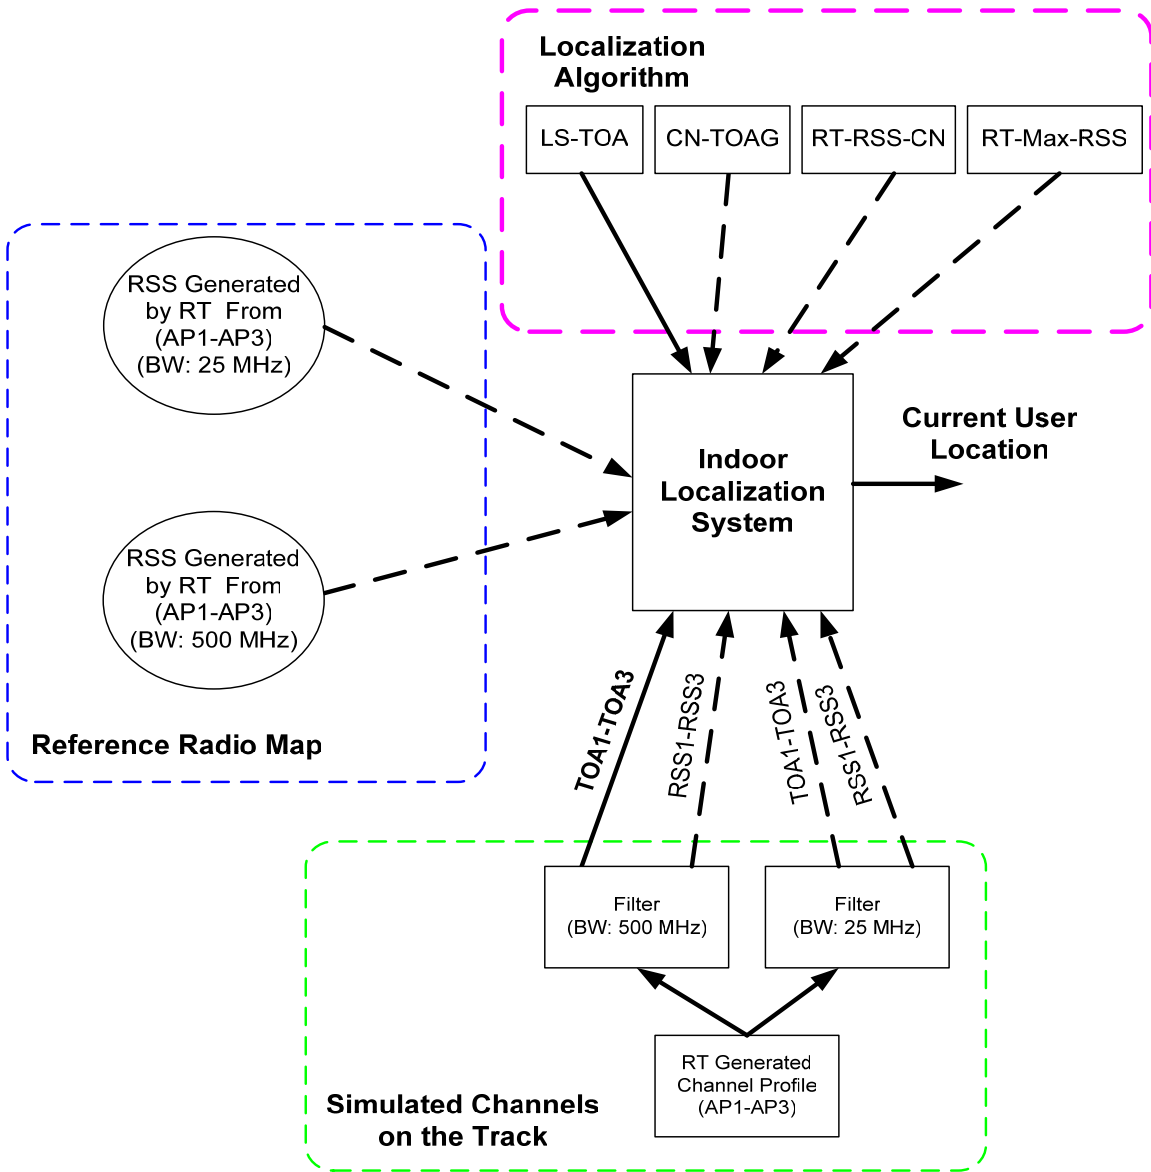 Localization
Algorithm
LS-TOA
CN-TOAG
RT-RSS-CN
RT-Max-RSS
RSS Generated
by RT From
(AP1-AP3)
(BW: 25 MHz)
RSS Generated
by RT From
(AP1-AP3)
(BW: 500 MHz)
Reference Radio Map
Indoor
Localization
System
Current User
Location
TOA1-TOA3
RSS1-RSS3
TOA1-TOA3
RSS1-RSS3
Filter
(BW: 500 MHz)
Filter
(BW: 25 MHz)
RT Generated
Channel Profile
(AP1-AP3)
Simulated Channels
on the Track